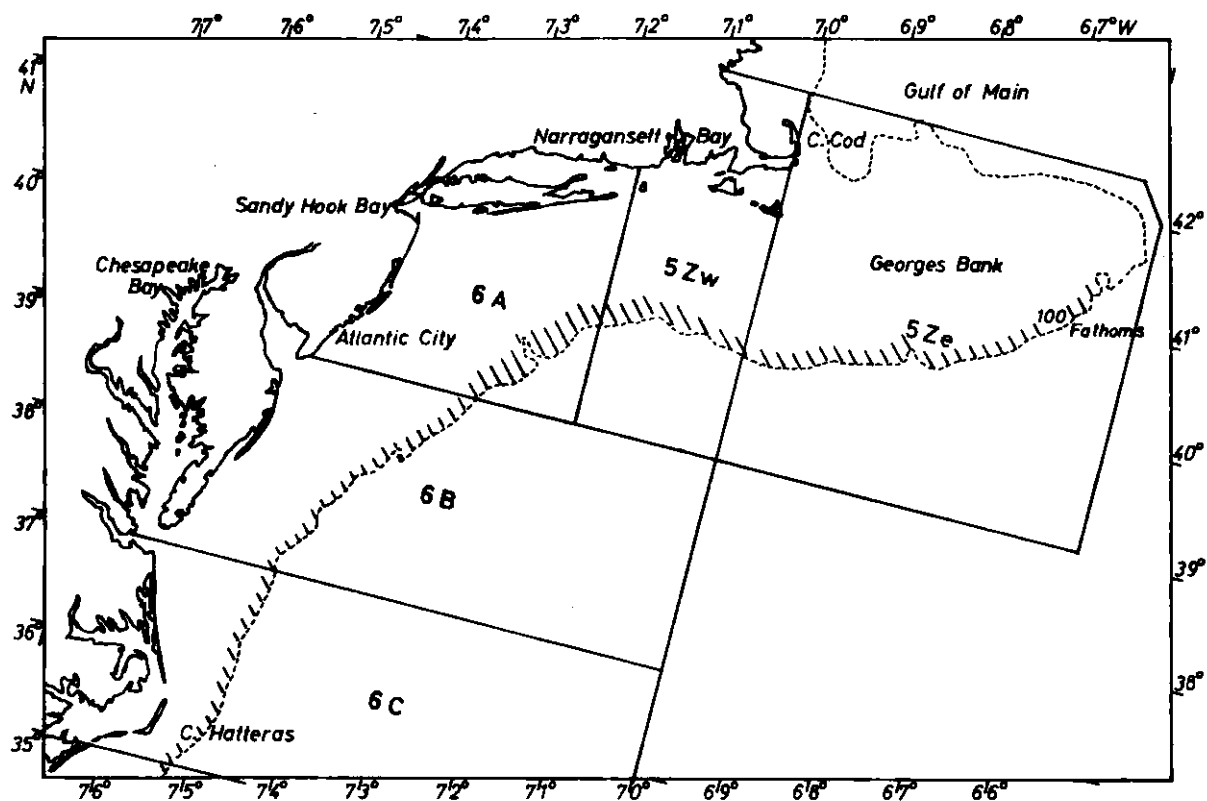 77° 76° 75° 74° 73° 72° 71° 70° 69° 68° 67° W
41°
N
Gulf of Main
Narragansett Bay
C. Cod
40°
Sandy Hook Bay
42°
Chesapeake
Bay
5 Zw
Georges Bank
39°
6 A
Atlantic City
5 Ze
100
Fathoms
41°
38°
40°
6 B
37°
39°
36°
38°
6 C
C. Hatteras
35°
76° 75° 74° 73° 72° 71° 70° 69° 68° 67° 66°